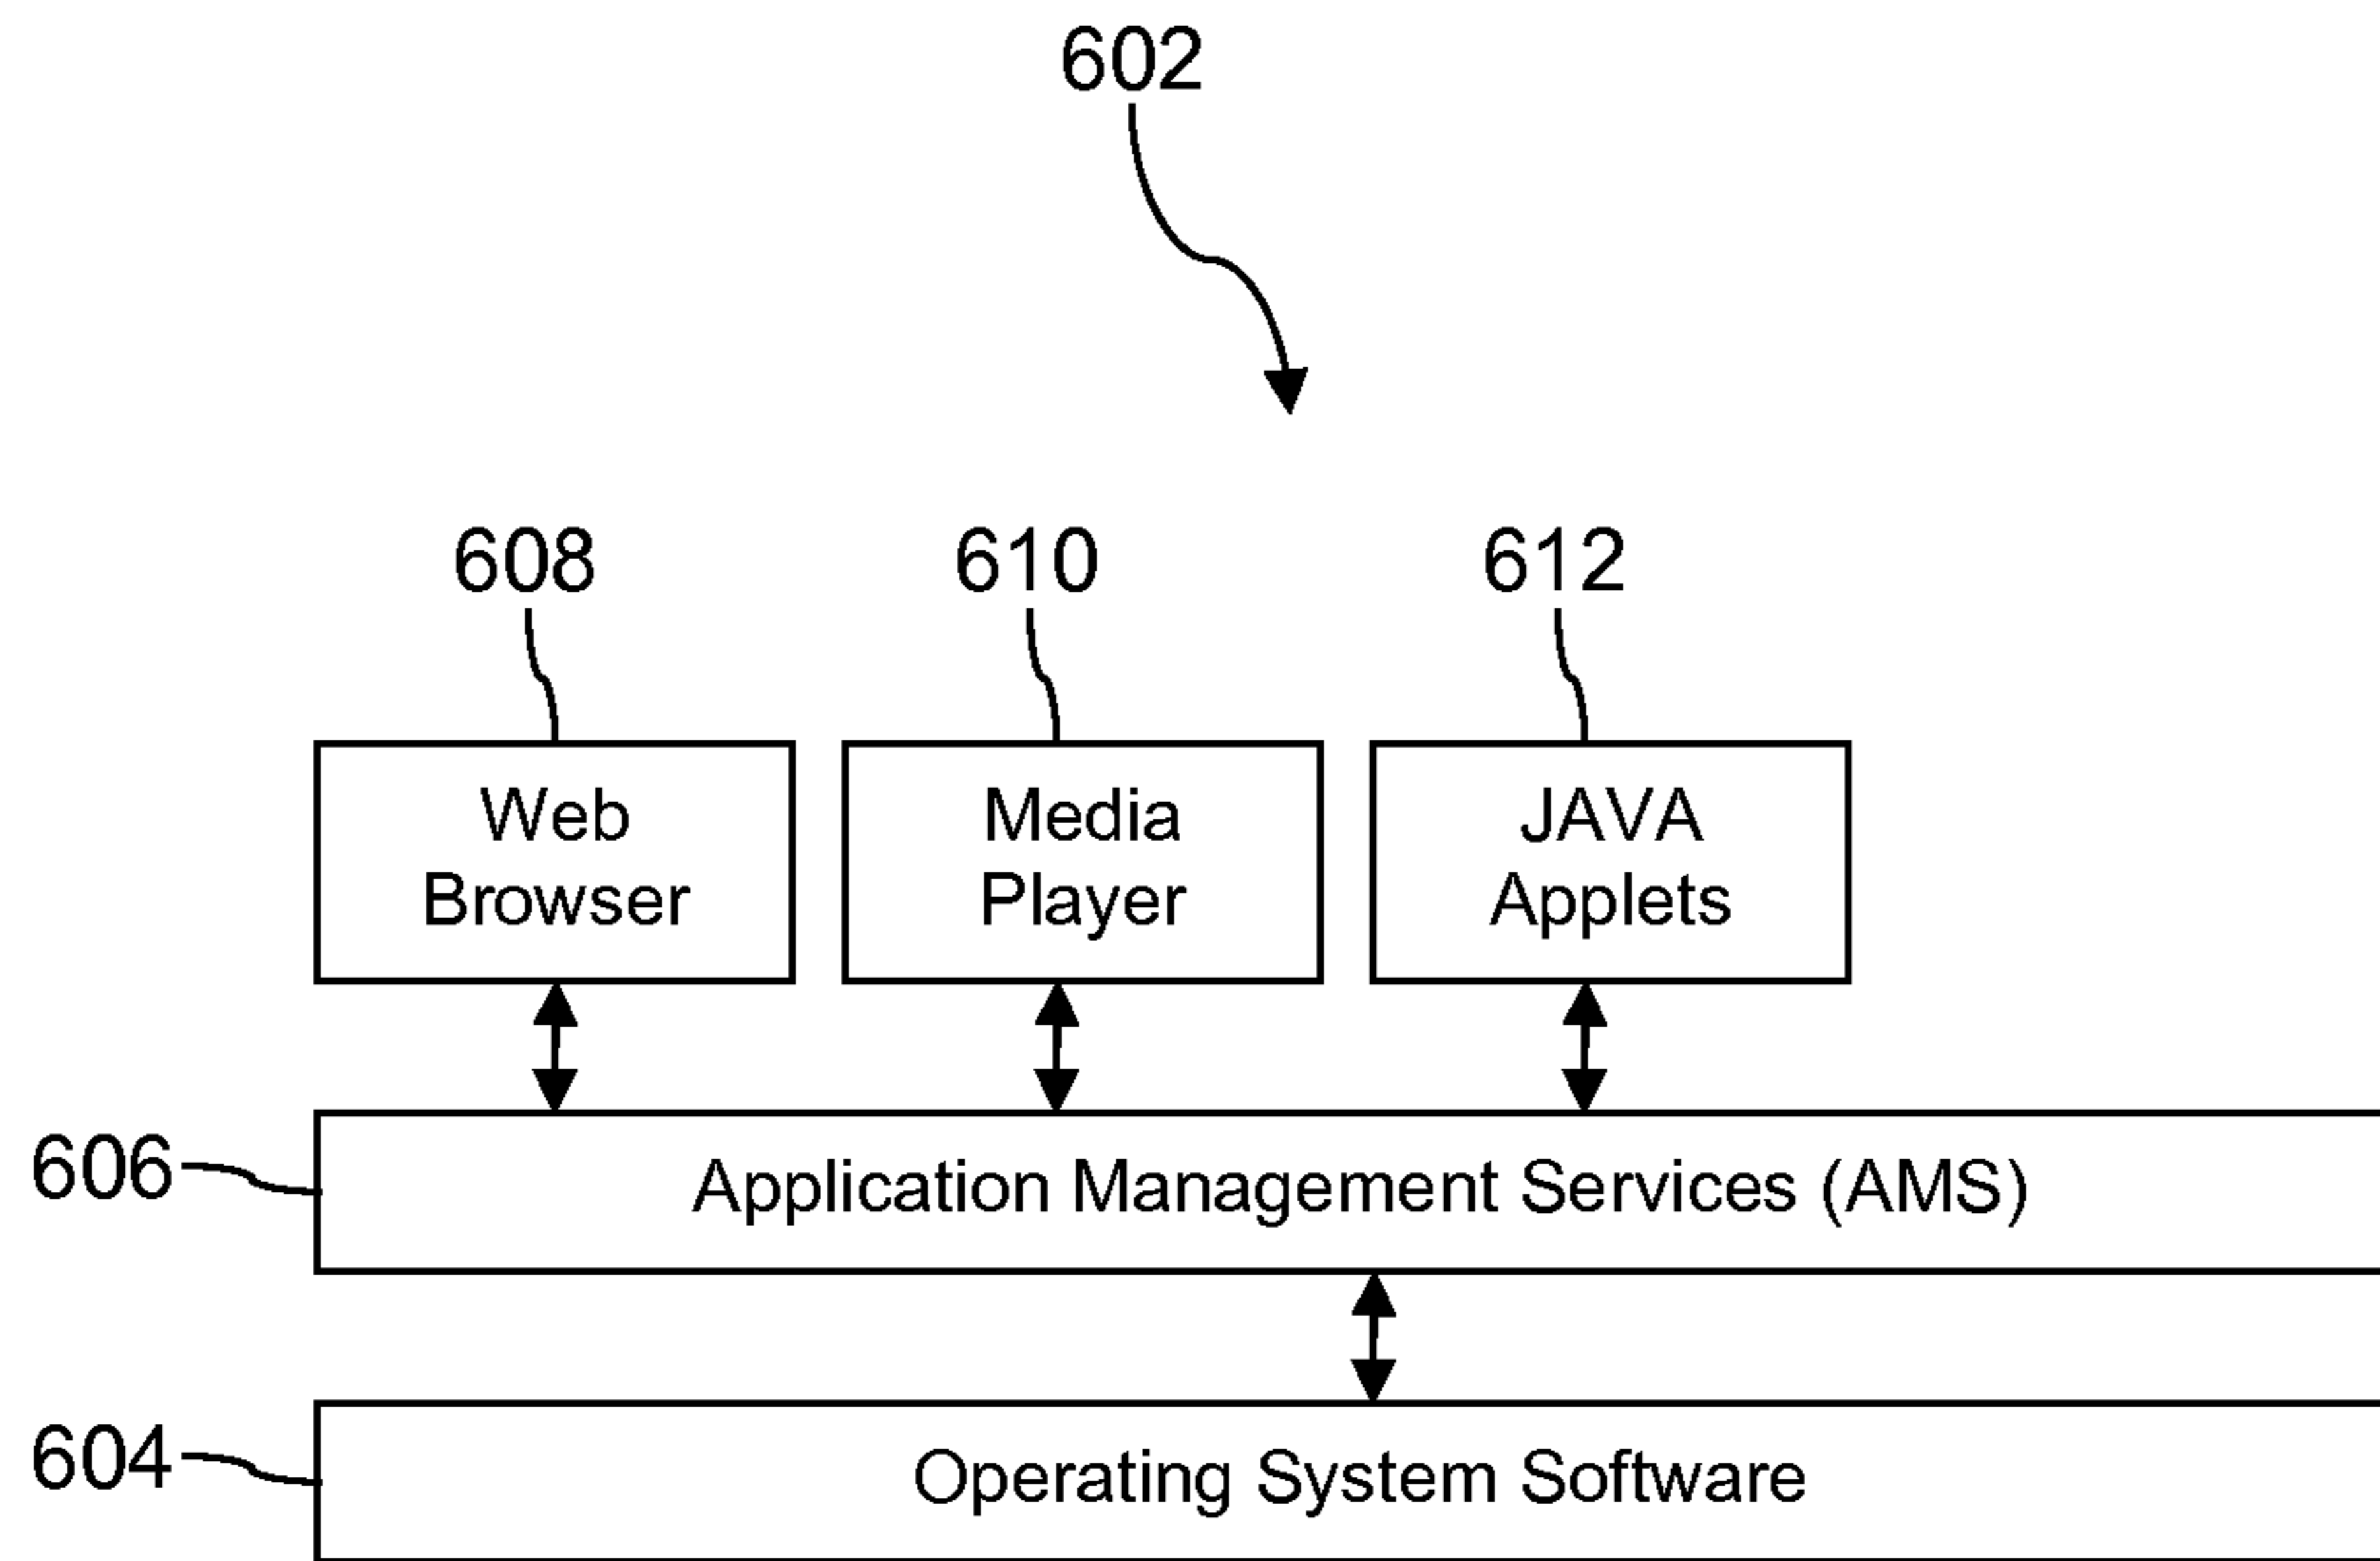 602
608 610 612
Web
Browser
Media
Player
JAVA
Applets
606
Application Management Services (AMS)
604
Operating System Software